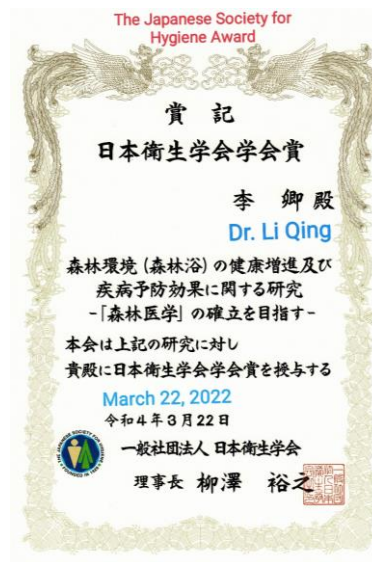 The Japanese Society for
Hygiene Award
賞 記
日本衛生学会学会賞
李 卿 殿
Dr. Li Qing
森林環境（森林浴）の健康増進及び
疾病予防効果に関する研究
-「森林医学」の確立を目指す-
本会は上記の研究に対し
貴殿に日本衛生学会学会賞を授与する
March 22, 2022
令和4年3月22日
一般社団法人 日本衛生学会
理事長 柳澤 裕之